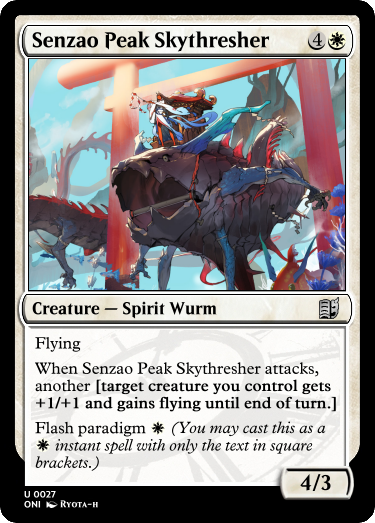 Senzao Peak Skythresher 4
Creature — Spirit Wurm
Flying
When Senzao Peak Skythresher attacks,
another [target creature you control gets
+1/+1 and gains flying until end of turn.]
Flash paradigm (You may cast this as a
instant spell with only the text in square
brackets.)
4/3
U 0027
ONI Ryota-H